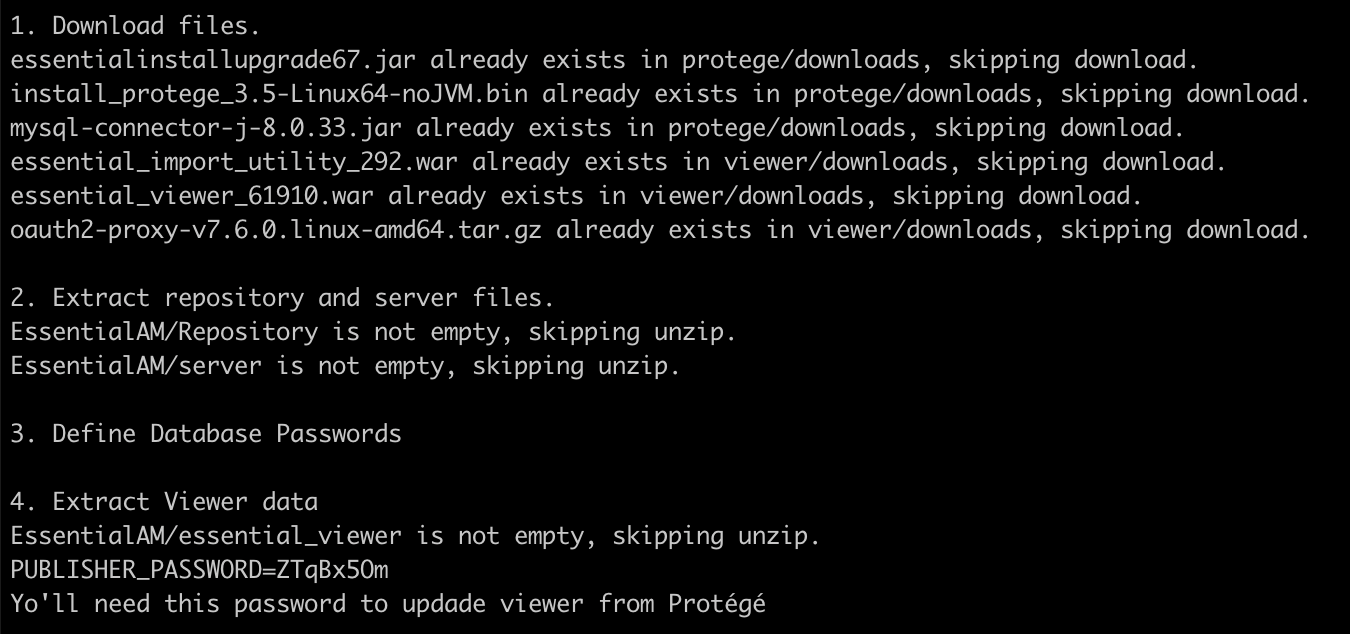 1. Download files.
essentialinstallupgrade67.jar already exists in protege/downloads, skipping download.
install_protege_3.5-Linux64-noJVM.bin already exists in protege/downloads, skipping download.
mysql-connector-j-8.0.33.jar already exists in protege/downloads, skipping download.
essential_import_utility_292.war already exists in viewer/downloads, skipping download.
essential_viewer_61910.war already exists in viewer/downloads, skipping download.
oauth2-proxy-v7.6.0.linux-amd64.tar.gz already exists in viewer/downloads, skipping download.
2. Extract repository and server files.
EssentialAM/Repository is not empty, skipping unzip.
EssentialAM/server is not empty, skipping unzip.
3. Define Database Passwords
4. Extract Viewer data
EssentialAM/essential_viewer is not empty, skipping unzip.
PUBLISHER_PASSWORD=ZTqBx5Om
Yo'll need this password to updade viewer from Protégé